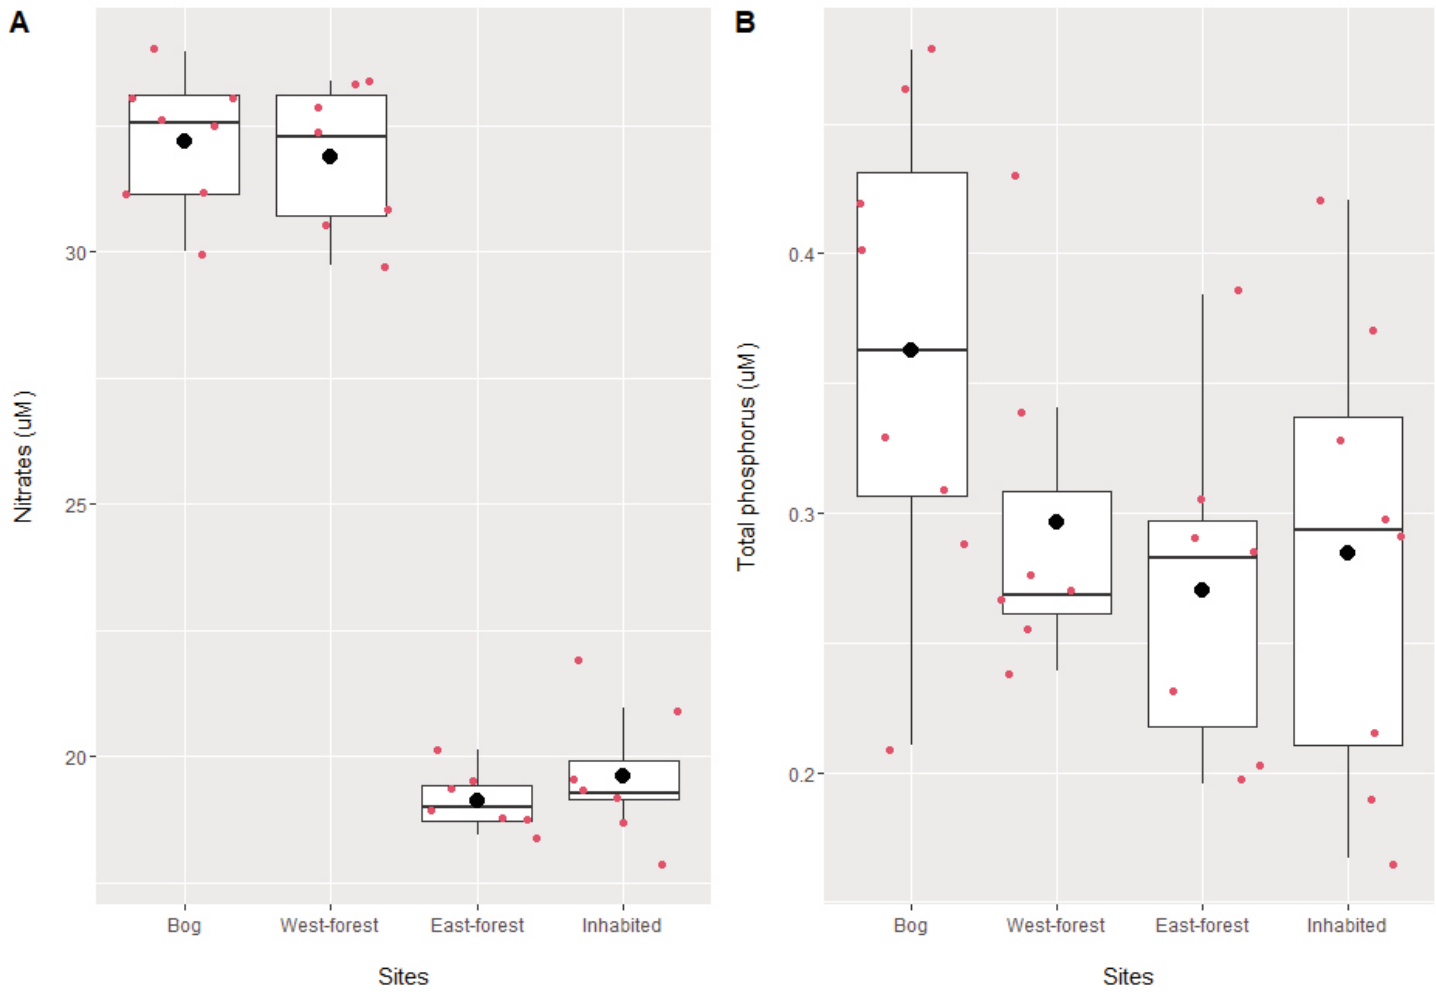 A
Nitrates (uM)
30
25
20
Bog West-forest East-forest Inhabited
Sites
B
Total phosphorus (uM)
0.4
0.3
0.2
Bog West-forest East-forest Inhabited
Sites